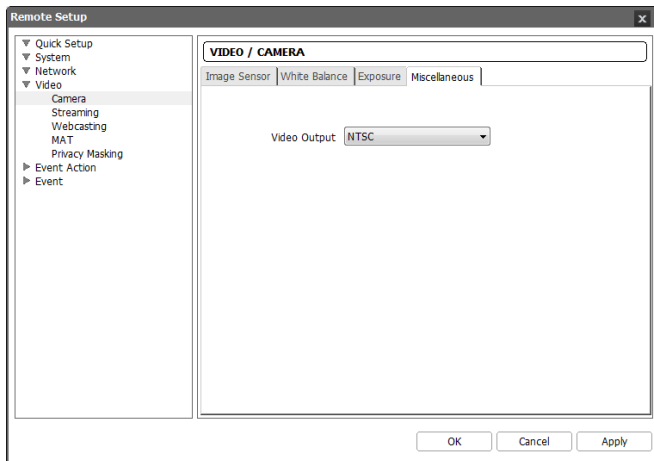 Remote Setup
x
Quick Setup
System
Network
Video
Camera
Streaming
Webcasting
MAT
Privacy Masking
Event Action
Event
VIDEO / CAMERA
Image Sensor White Balance Exposure Miscellaneous
Video Output NTSC
OK Cancel Apply